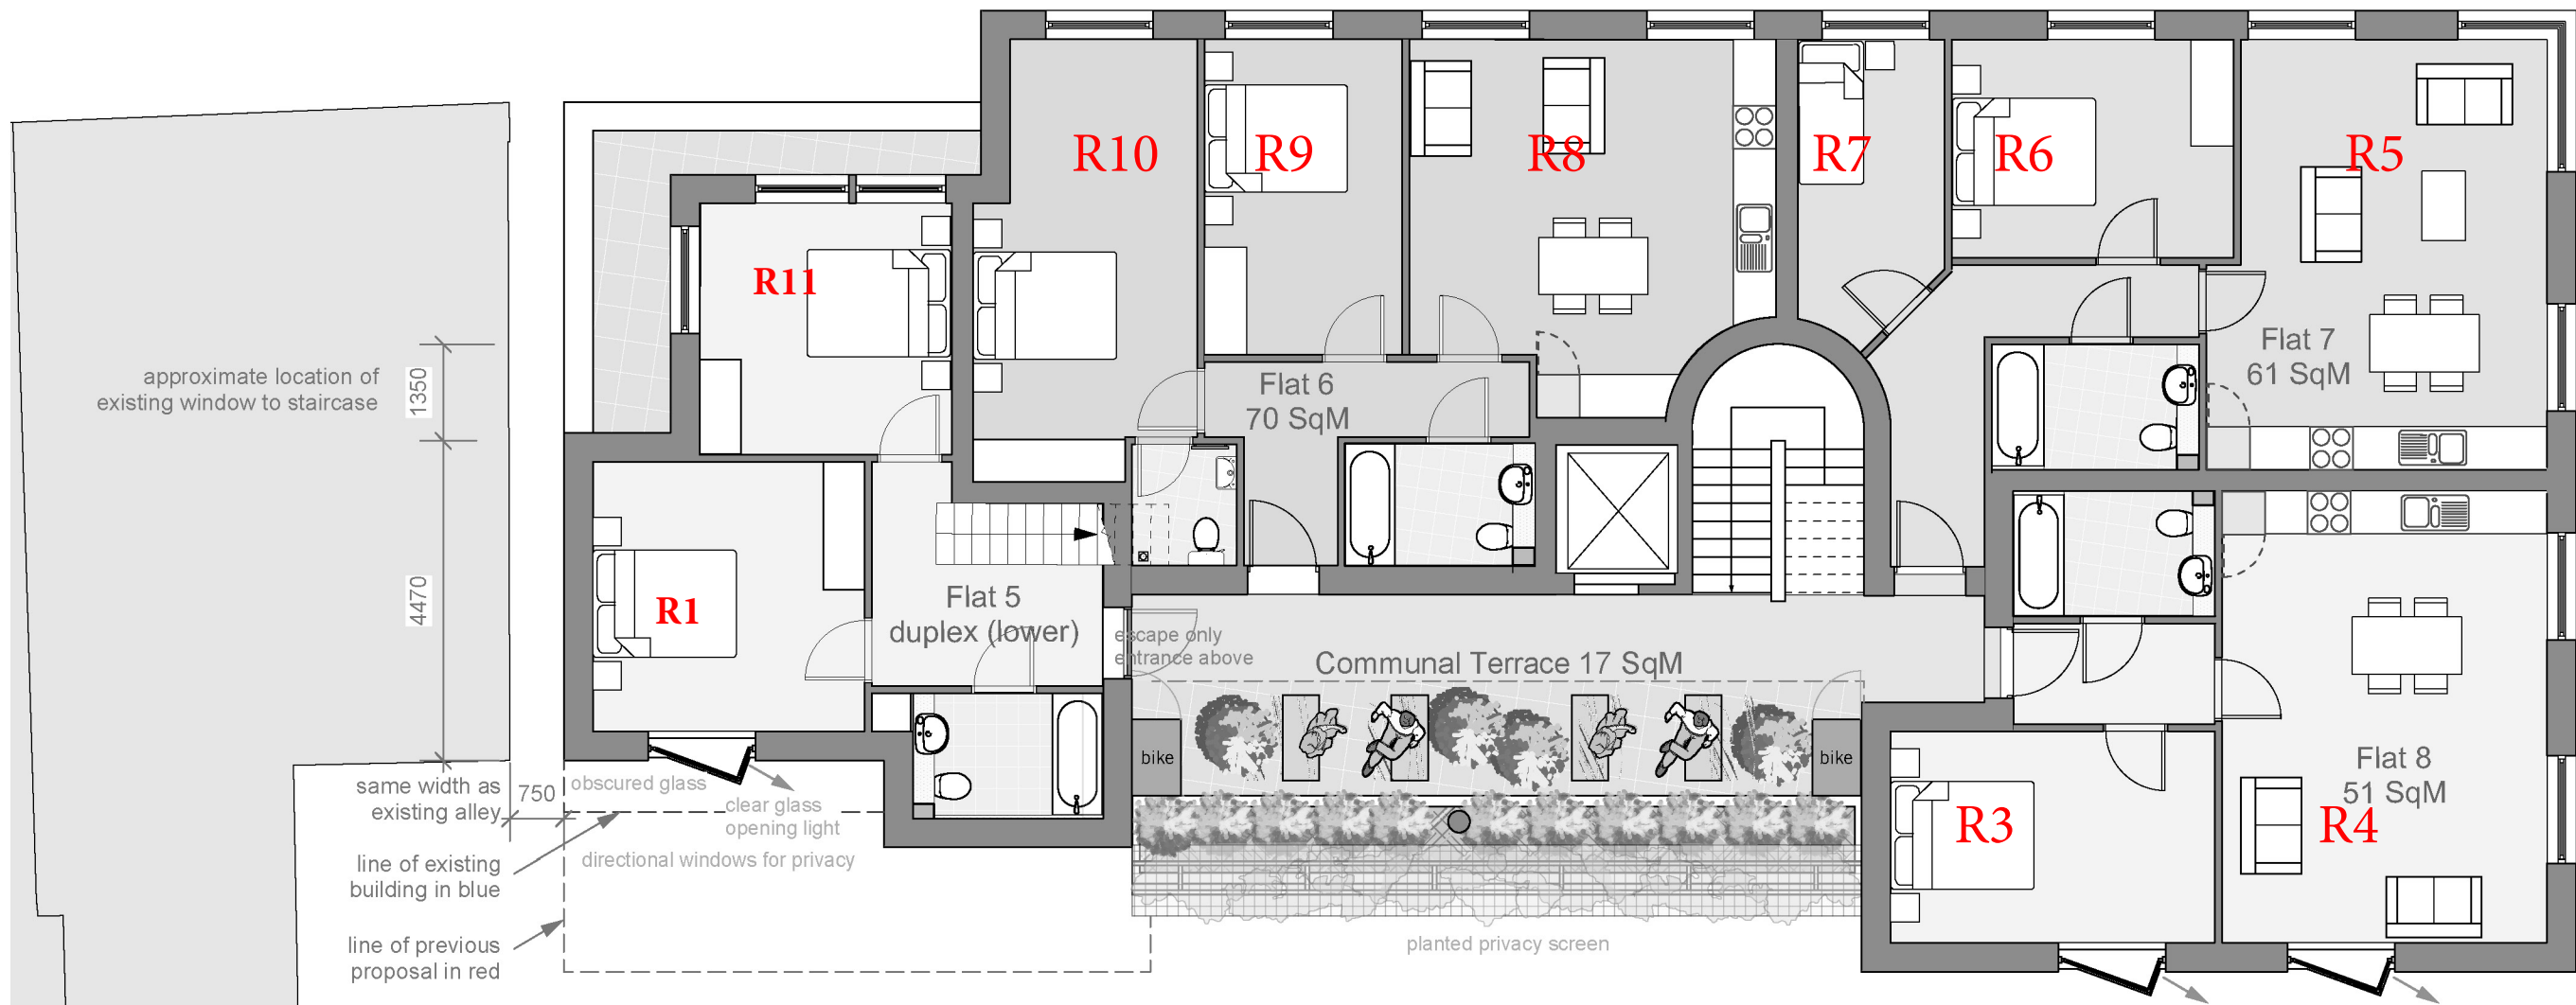 R10
R9
R8
R7
R6
R5
R11
approximate location of
existing window to staircase
1350
Flat 6
70 SqM
Flat 7
61 SqM
4470
R1
Flat 5
duplex (lower)
escape only
entrance above
Communal Terrace 17 SqM
bike
bike
same width as
existing alley
750
obscured glass
clear glass
opening light
directional windows for privacy
line of existing
building in blue
line of previous
proposal in red
planted privacy screen
R3
Flat 8
51 SqM
R4